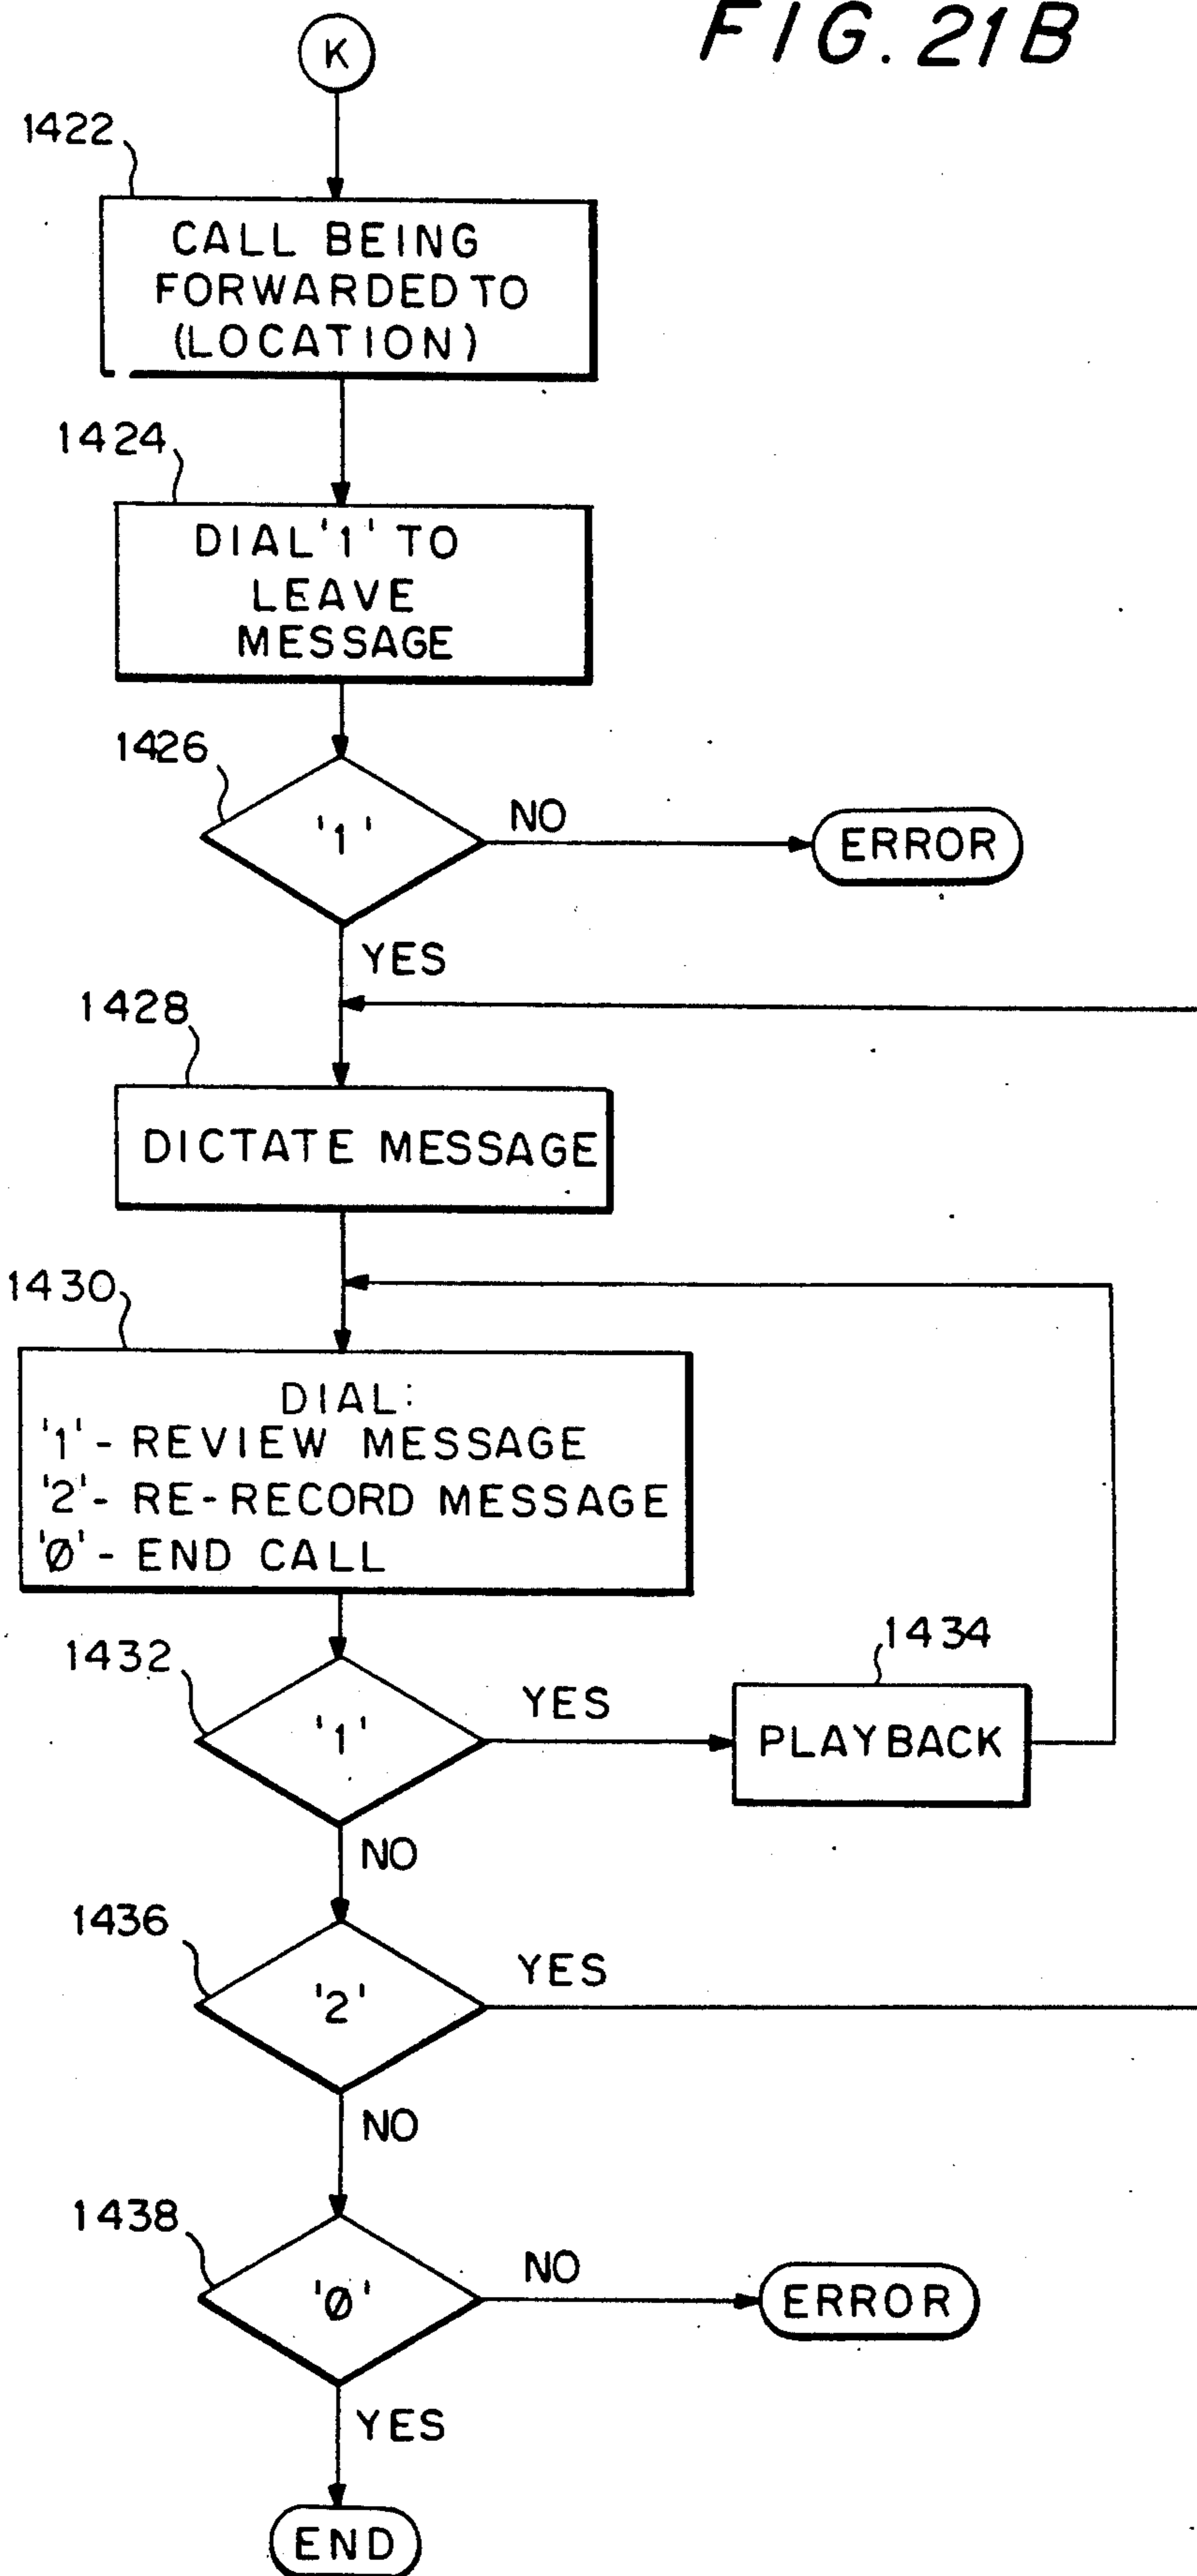 FIG. 21B
K
1422
CALL BEING
FORWARDED TO
(LOCATION)
1424
DIAL '1' TO
LEAVE
MESSAGE
1426
'1'
NO
ERROR
YES
1428
DICTATE MESSAGE
1430
DIAL:
'1' - REVIEW MESSAGE
'2' - RE-RECORD MESSAGE
'Ø' - END CALL
1432
'1'
YES
1434
PLAYBACK
NO
1436
'2'
YES
NO
1438
'Ø'
NO
ERROR
YES
END